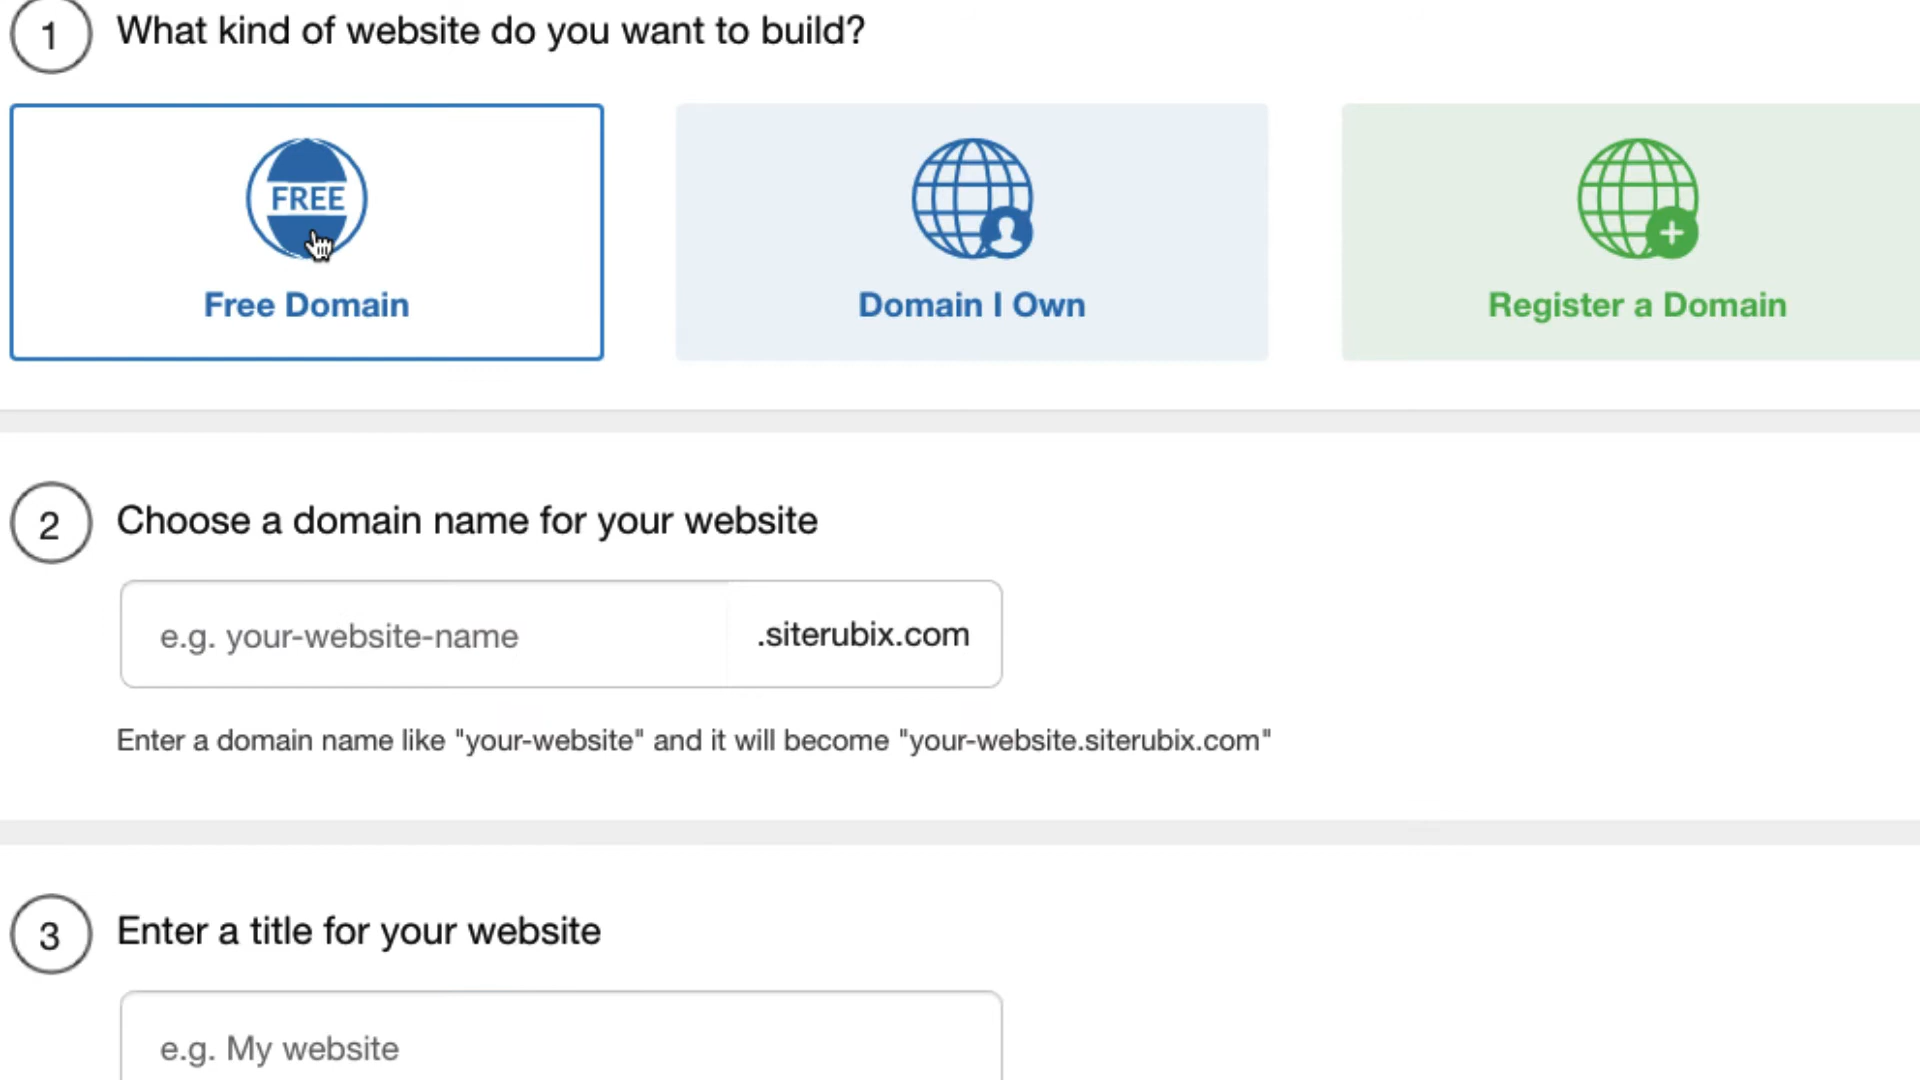 1 What kind of website do you want to build?
FREE
Free Domain
Domain I Own
Register a Domain
2 Choose a domain name for your website
e.g. your-website-name .siterubix.com
Enter a domain name like "your-website" and it will become "your-website.siterubix.com"
3 Enter a title for your website
e.g. My website